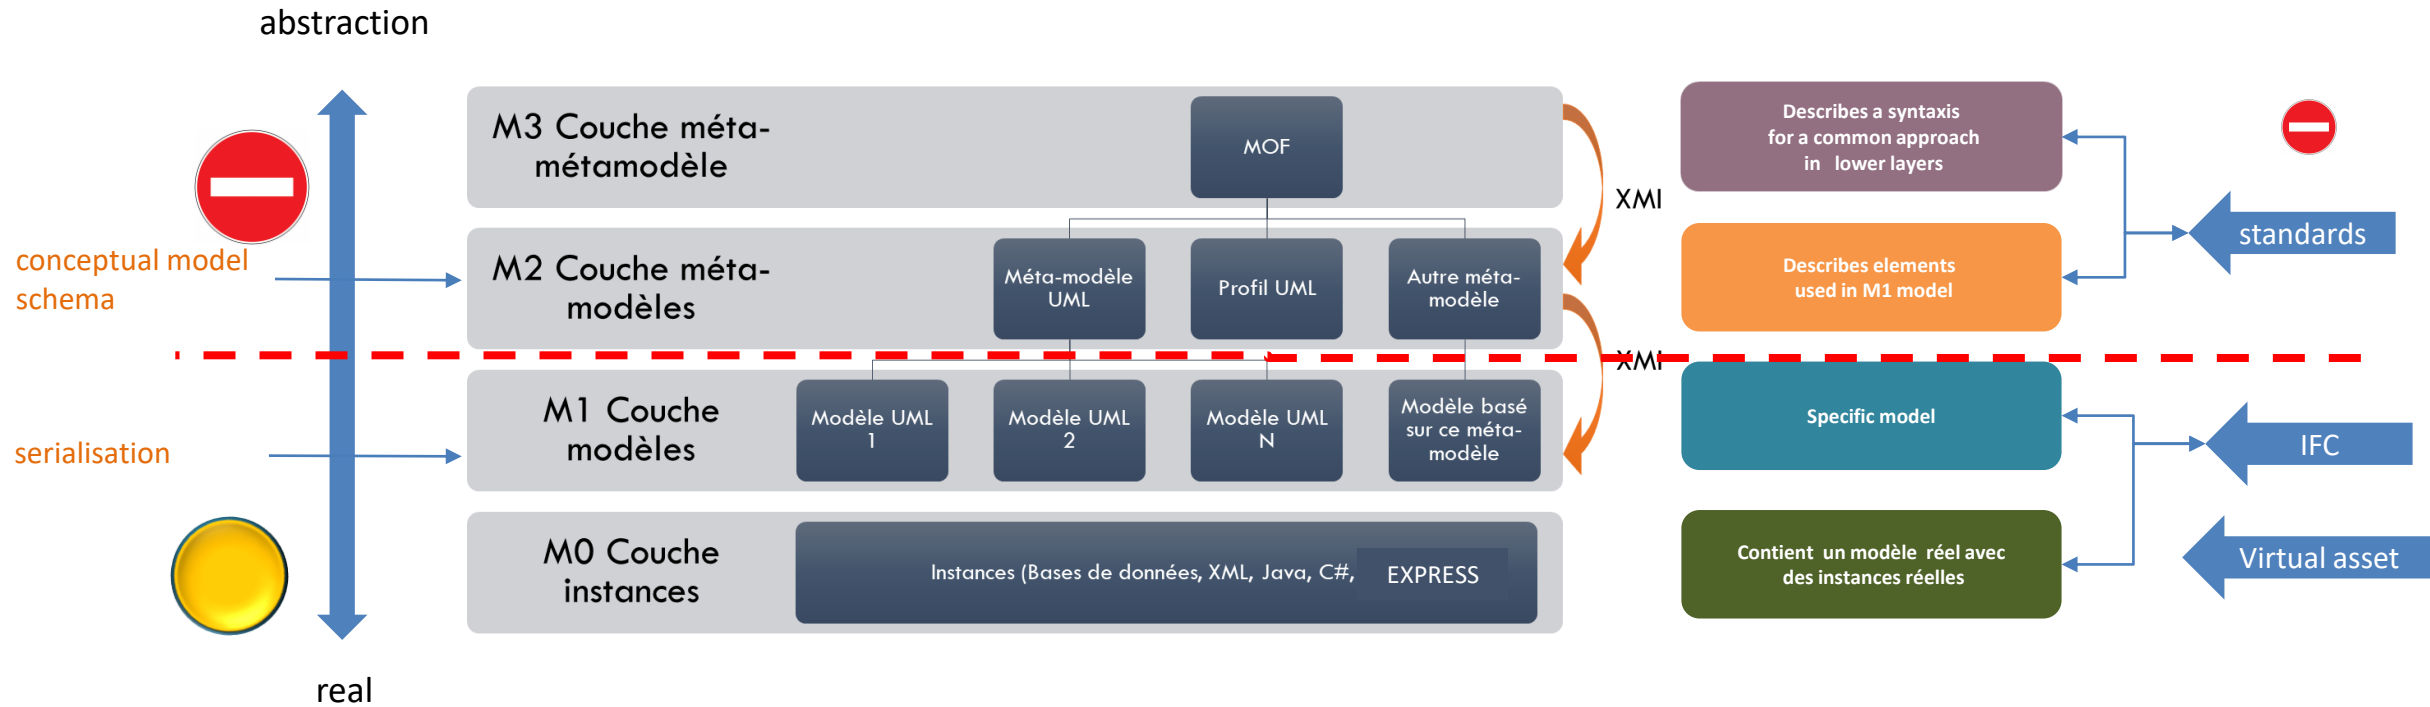 abstraction
M3 Couche méta-
métamodèle
MOF
XMI
Describes a syntaxis
for a common approach
in lower layers
standards
conceptual model
schema
M2 Couche méta-
modèles
Méta-modèle
UML
Profil UML
Autre méta-
modèle
Describes elements
used in M1 model
XMI
serialisation
M1 Couche
modèles
Modèle UML
1
Modèle UML
2
Modèle UML
N
Modèle basé
sur ce méta-
modèle
Specific model
IFC
M0 Couche
instances
Instances (Bases de données, XML, Java, C#, EXPRESS
Contient un modèle réel avec
des instances réelles
Virtual asset
real